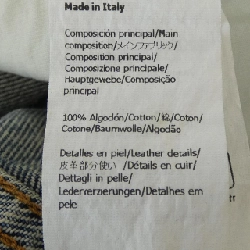 Made in Italy
Composición principal/Main
composition/メインファブリック/
Composition principal/
Composizione principale/
Hauptgewebe/Composição
principal
100% Algodón/Cotton/綿/Coton/
Cotone/Baumwolle/Algodão
Detalles en piel/Leather details/
皮革部分使い/Détails en cuir/
Dettagli in pelle/
Lederverzierungen/Detalhes em
pele